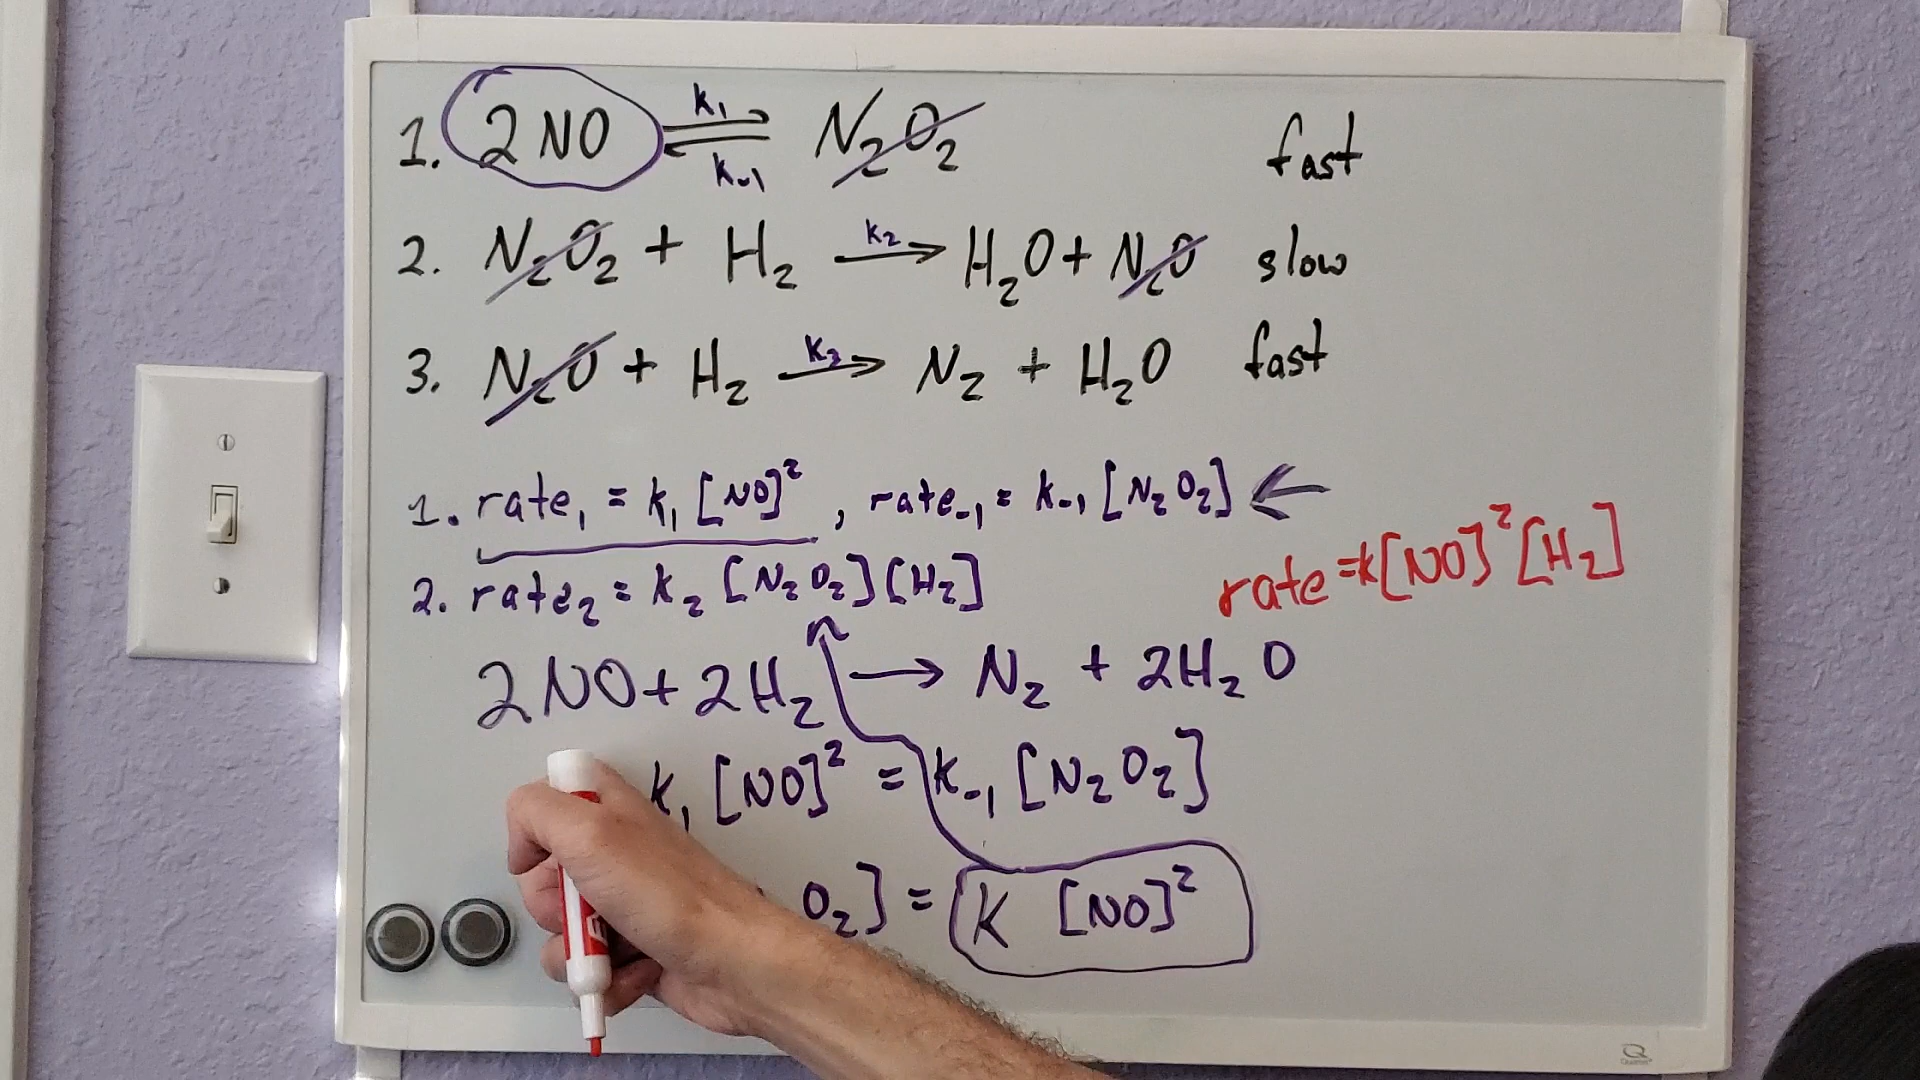 1. 2 NO ⇌ N₂O₂ fast
k₁
k₋₁
2. N₂O₂ + H₂ →k₂ H₂O + N₂O slow
3. N₂O + H₂ →k₃ N₂ + H₂O fast
1. rate₁ = k₁ [NO]², rate₋₁ = k₋₁ [N₂O₂] ←
rate=k[NO]²[H₂]
2. rate₂ = k₂ [N₂O₂][H₂]
2NO + 2H₂ → N₂ + 2H₂O
k₁ [NO]² = k₋₁ [N₂O₂]
O₂] = K [NO]²